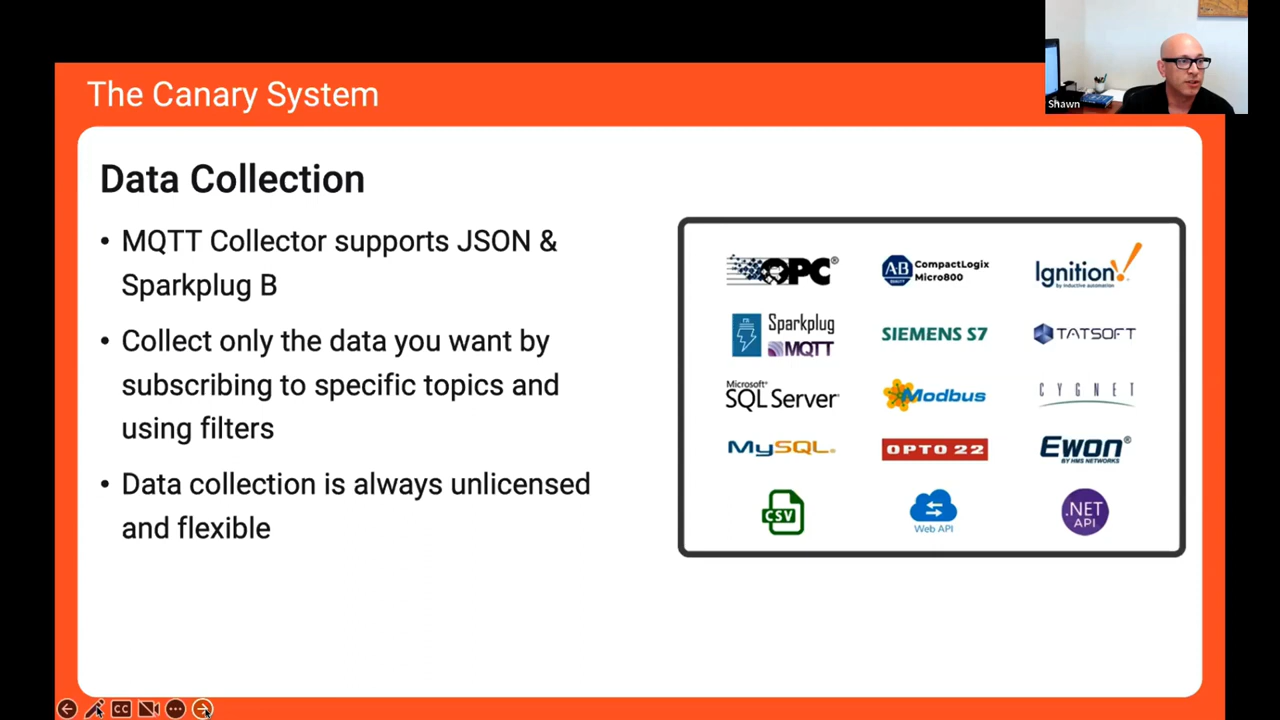 The Canary System
Shawn
Data Collection
• MQTT Collector supports JSON &
Sparkplug B
• Collect only the data you want by
subscribing to specific topics and
using filters
• Data collection is always unlicensed
and flexible
OPC®
AB
CompactLogix
Micro800
Ignition!
by inductive automation
Sparkplug
MQTT
SIEMENS S7
TATSOFT
Microsoft®
SQL Server®
Modbus
CYGNET
MySQL®
OPTO 22
Ewon®
BY HMS NETWORKS
CSV
Web API
.NET
API
CC